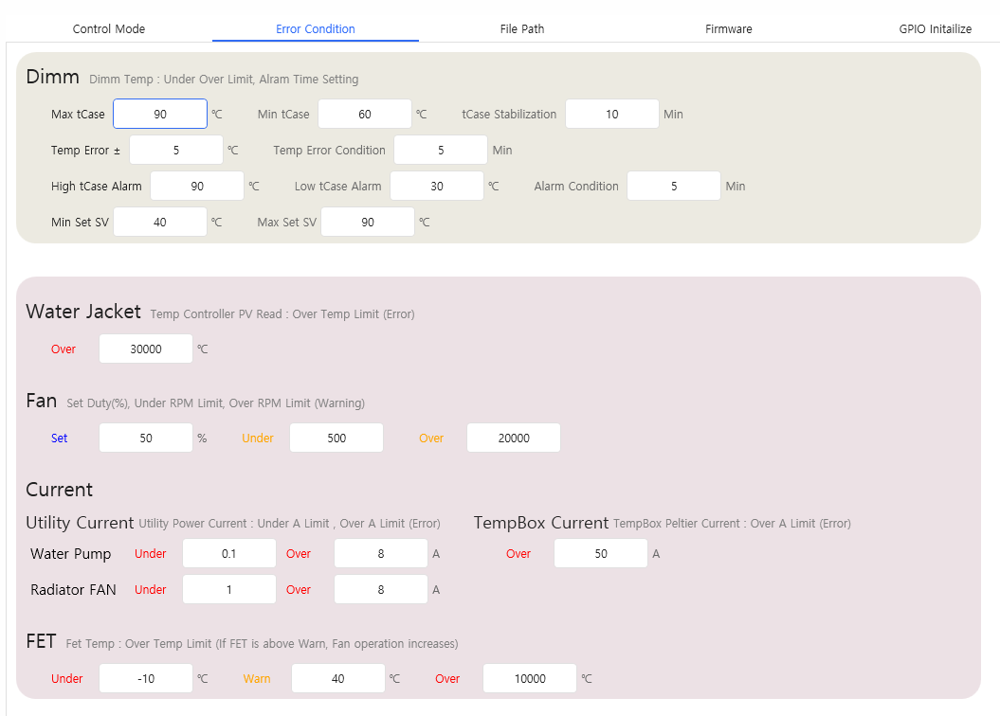 Control Mode Error Condition File Path Firmware GPIO Initailize
Dimm Dimm Temp : Under Over Limit, Alram Time Setting
Max tCase 90 ℃ Min tCase 60 ℃ tCase Stabilization 10 Min
Temp Error ± 5 ℃ Temp Error Condition 5 Min
High tCase Alarm 90 ℃ Low tCase Alarm 30 ℃ Alarm Condition 5 Min
Min Set SV 40 ℃ Max Set SV 90 ℃
Water Jacket Temp Controller PV Read : Over Temp Limit (Error)
Over 30000 ℃
Fan Set Duty(%), Under RPM Limit, Over RPM Limit (Warning)
Set 50 % Under 500 Over 20000
Current
Utility Current Utility Power Current : Under A Limit , Over A Limit (Error) TempBox Current TempBox Peltier Current : Over A Limit (Error)
Water Pump Under 0.1 Over 8 A Over 50 A
Radiator FAN Under 1 Over 8 A
FET Fet Temp : Over Temp Limit (If FET is above Warn, Fan operation increases)
Under -10 ℃ Warn 40 ℃ Over 10000 ℃